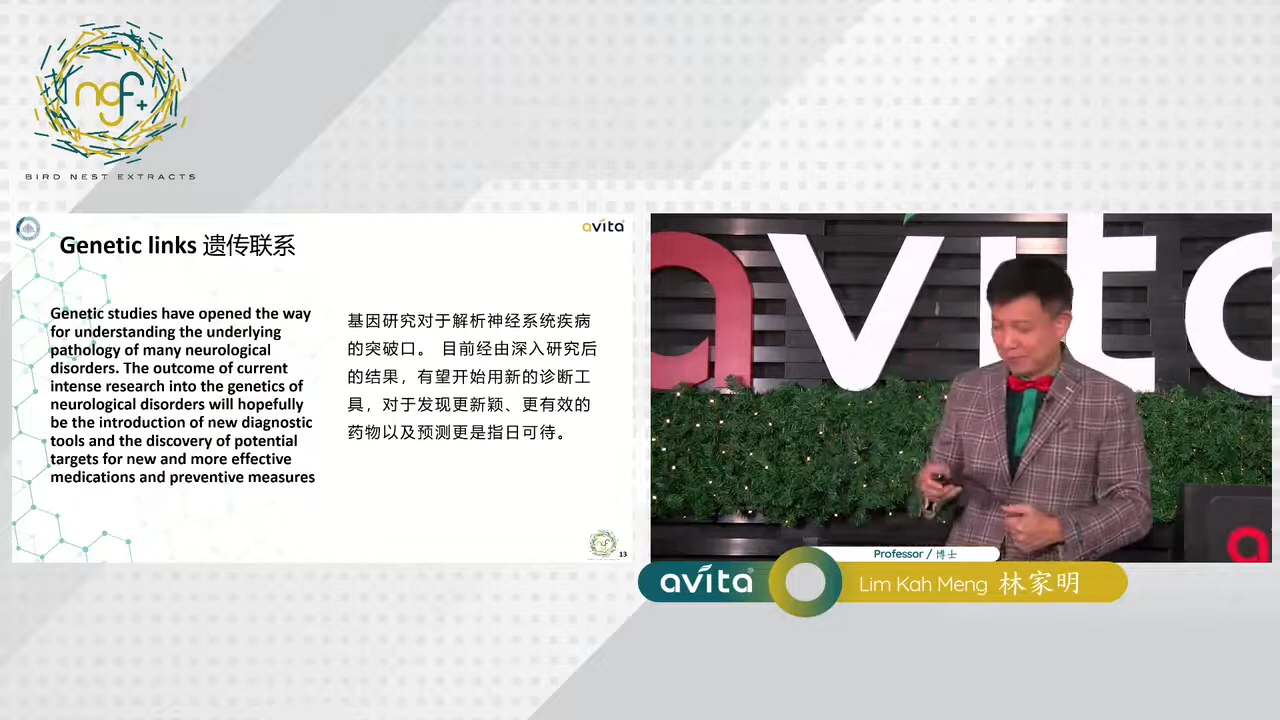 ngf+
BIRD NEST EXTRACTS
avita
Genetic links 遗传联系
Genetic studies have opened the way
for understanding the underlying
pathology of many neurological
disorders. The outcome of current
intense research into the genetics of
neurological disorders will hopefully
be the introduction of new diagnostic
tools and the discovery of potential
targets for new and more effective
medications and preventive measures
基因研究对于解析神经系统疾病
的突破口。 目前经由深入研究后
的结果，有望开始用新的诊断工
具，对于发现更新颖、更有效的
药物以及预测更是指日可待。
ngf
13
avita
a
Professor / 博士
avita®
Lim Kah Meng 林家明